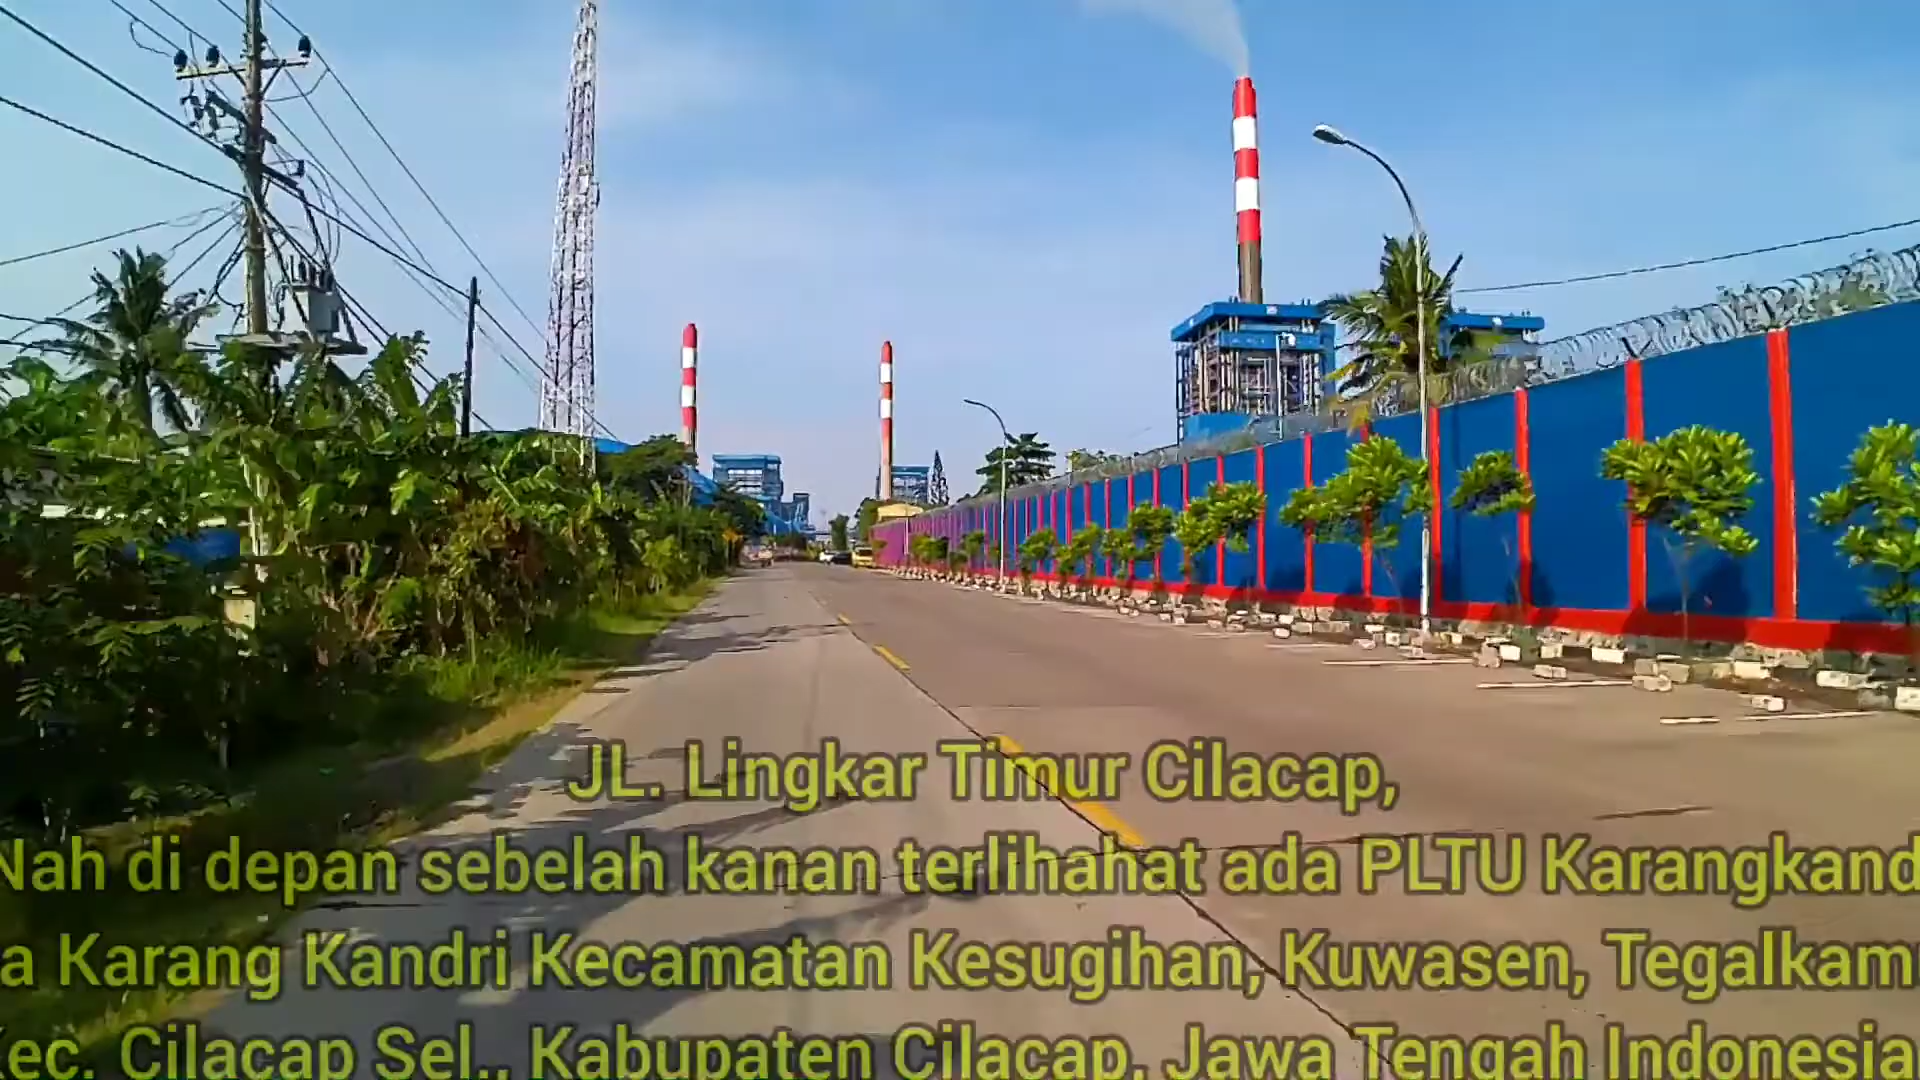 JL. Lingkar Timur Cilacap,
Nah di depan sebelah kanan terlihahat ada PLTU Karangkand
a Karang Kandri Kecamatan Kesugihan, Kuwasen, Tegalkam
Kec. Cilacap Sel., Kabupaten Cilacap, Jawa Tengah Indonesia